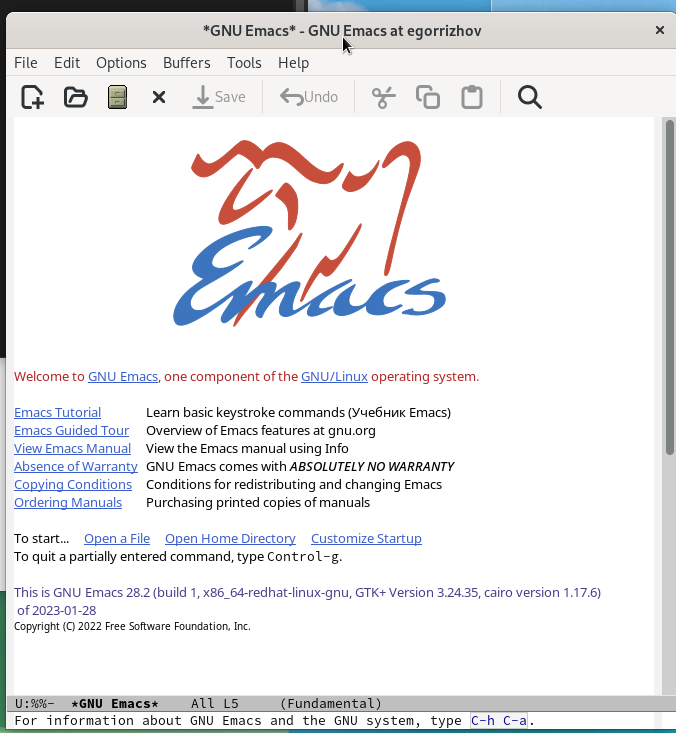 *GNU Emacs* - GNU Emacs at egorrizhov
File Edit Options Buffers Tools Help
Save Undo
Emacs
Welcome to GNU Emacs, one component of the GNU/Linux operating system.
Emacs Tutorial Learn basic keystroke commands (Учебник Emacs)
Emacs Guided Tour Overview of Emacs features at gnu.org
View Emacs Manual View the Emacs manual using Info
Absence of Warranty GNU Emacs comes with ABSOLUTELY NO WARRANTY
Copying Conditions Conditions for redistributing and changing Emacs
Ordering Manuals Purchasing printed copies of manuals
To start... Open a File Open Home Directory Customize Startup
To quit a partially entered command, type Control-g.
This is GNU Emacs 28.2 (build 1, x86_64-redhat-linux-gnu, GTK+ Version 3.24.35, cairo version 1.17.6)
of 2023-01-28
Copyright (C) 2022 Free Software Foundation, Inc.
U:%%- *GNU Emacs* All L5 (Fundamental)
For information about GNU Emacs and the GNU system, type C-h C-a.